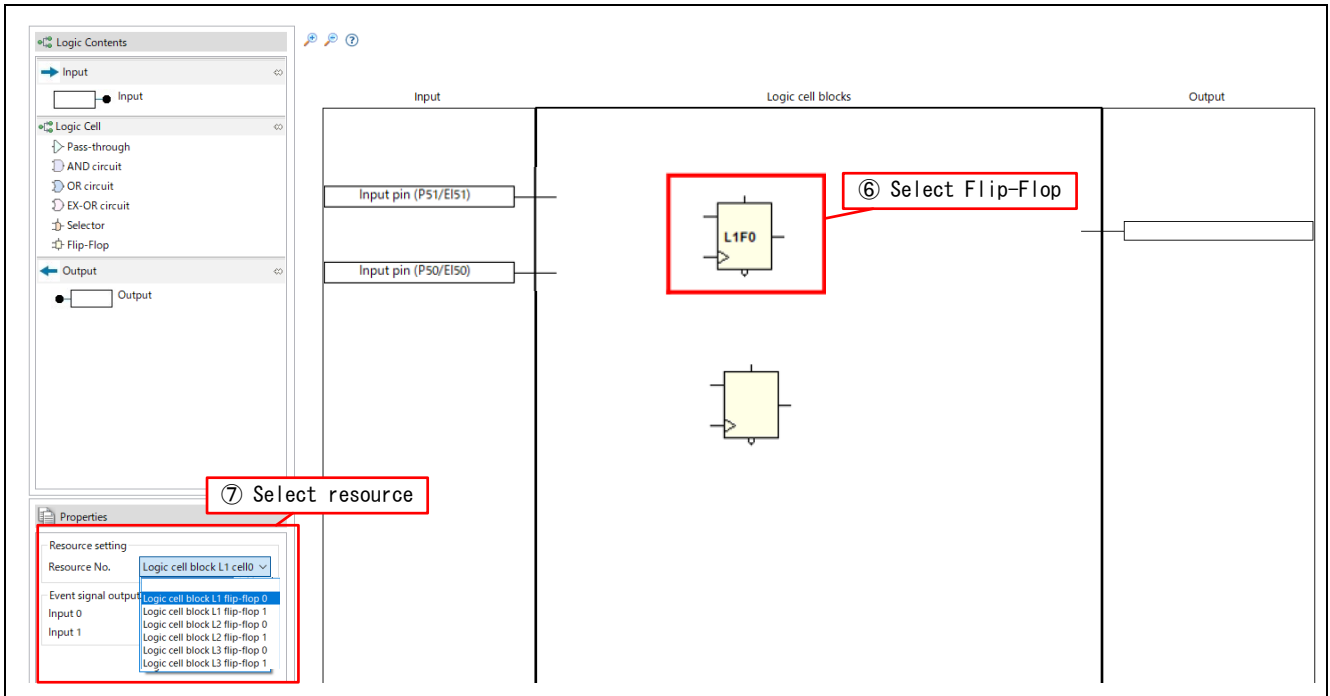 Logic Contents
Input
Input
Logic Cell
Pass-through
AND circuit
OR circuit
EX-OR circuit
Selector
Flip-Flop
Output
Output
Input
Logic cell blocks
Output
Input pin (P51/EI51)
Input pin (P50/EI50)
L1F0
⑥ Select Flip-Flop
⑦ Select resource
Properties
Resource setting
Resource No.
Logic cell block L1 cell0
Event signal output
Input 0
Input 1
Logic cell block L1 flip-flop 0
Logic cell block L1 flip-flop 1
Logic cell block L2 flip-flop 0
Logic cell block L2 flip-flop 1
Logic cell block L3 flip-flop 0
Logic cell block L3 flip-flop 1